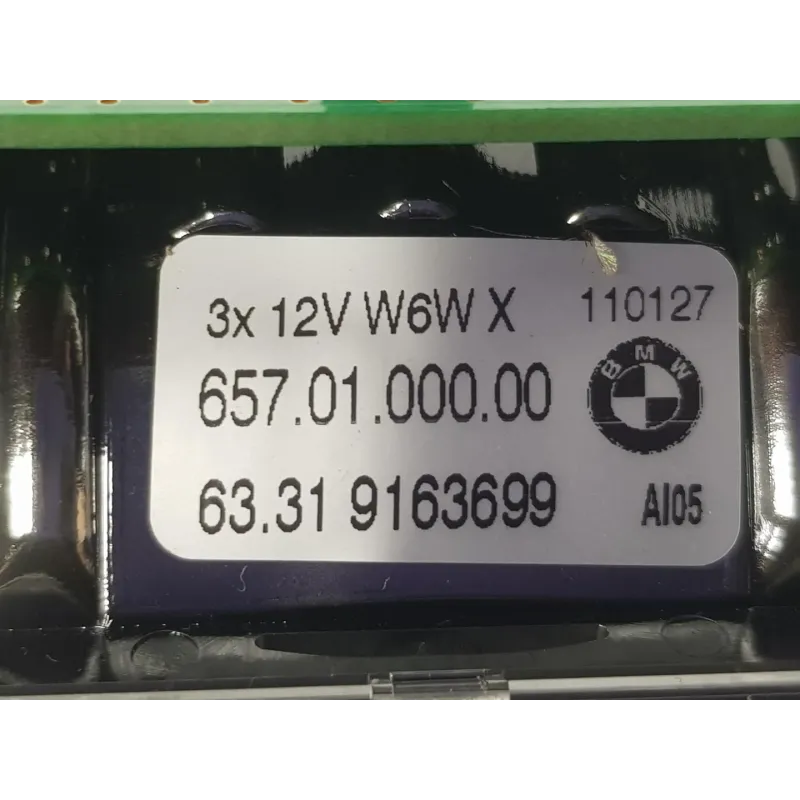 3x 12V W6W X 110127
657.01.000.00
BMW
63.31 9163699
AI05